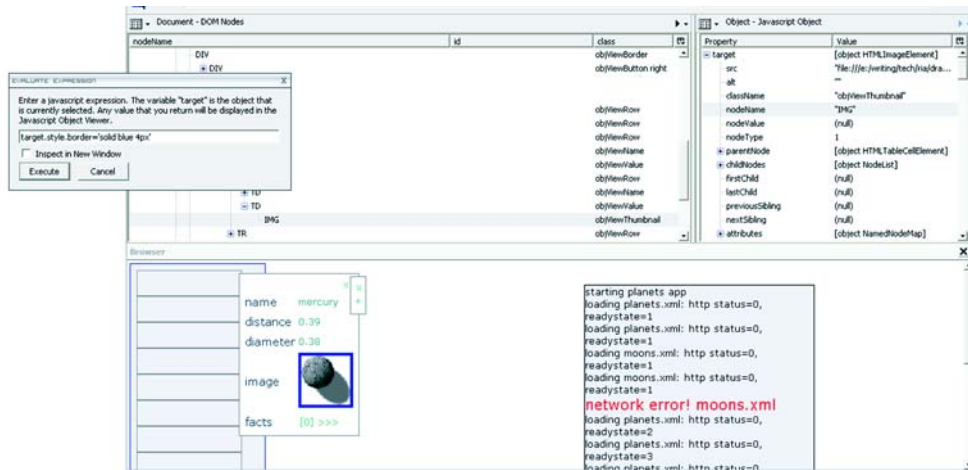 Document - DOM Nodes
nodeName id class
DIV objViewBorder
DIV objViewButton right
objViewRow
objViewRow
objViewName
objViewValue
objViewRow
TD objViewName
TD objViewValue
IMG objViewThumbnail
TR objViewRow
Object - Javascript Object
Property Value
target [object HTMLImageElement]
src "file:///e:/writing/tech/ria/dra...
alt ""
className "objViewThumbnail"
nodeName "IMG"
nodeValue (null)
nodeType 1
parentNode [object HTMLTableCellElement]
childNodes [object NodeList]
firstChild (null)
lastChild (null)
previousSibling (null)
nextSibling (null)
attributes [object NamedNodeMap]
EVALUATE EXPRESSION X
Enter a javascript expression. The variable "target" is the object that
is currently selected. Any value that you return will be displayed in the
Javascript Object Viewer.
target.style.border='solid blue 4px'
Inspect in New Window
Execute Cancel
Browser
x
name mercury
distance 0.39
diameter 0.38
image
facts [0] >>>
starting planets app
loading planets.xml: http status=0,
readystate=1
loading planets.xml: http status=0,
readystate=1
loading moons.xml: http status=0,
readystate=1
loading moons.xml: http status=0,
readystate=1
network error! moons.xml
loading planets.xml: http status=0,
readystate=2
loading planets.xml: http status=0,
readystate=3
loading planets.xml: http status=0,